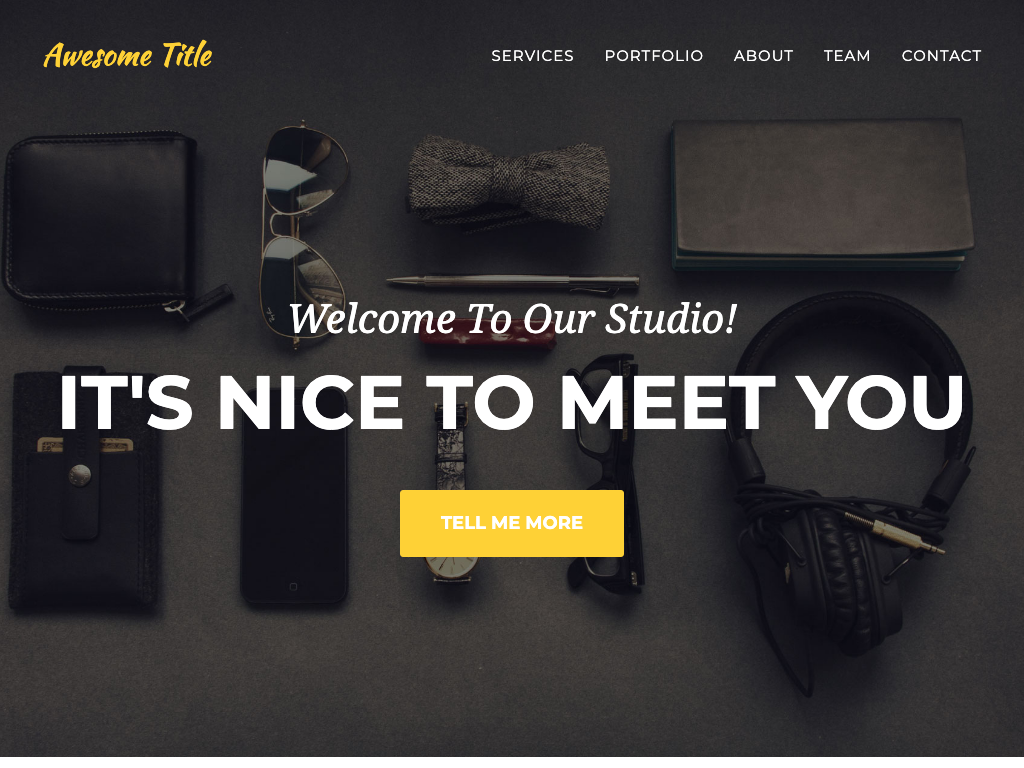 Awesome Title
SERVICES PORTFOLIO ABOUT TEAM CONTACT
Welcome To Our Studio!
IT'S NICE TO MEET YOU
TELL ME MORE